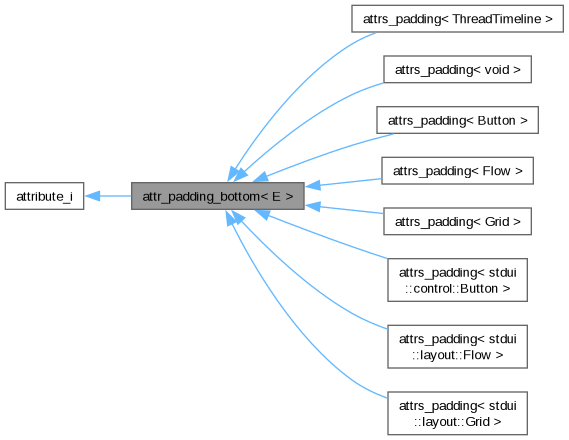 attrs_padding< ThreadTimeline >
attrs_padding< void >
attrs_padding< Button >
attrs_padding< Flow >
attribute_i
attr_padding_bottom< E >
attrs_padding< Grid >
attrs_padding< stdui
::control::Button >
attrs_padding< stdui
::layout::Flow >
attrs_padding< stdui
::layout::Grid >